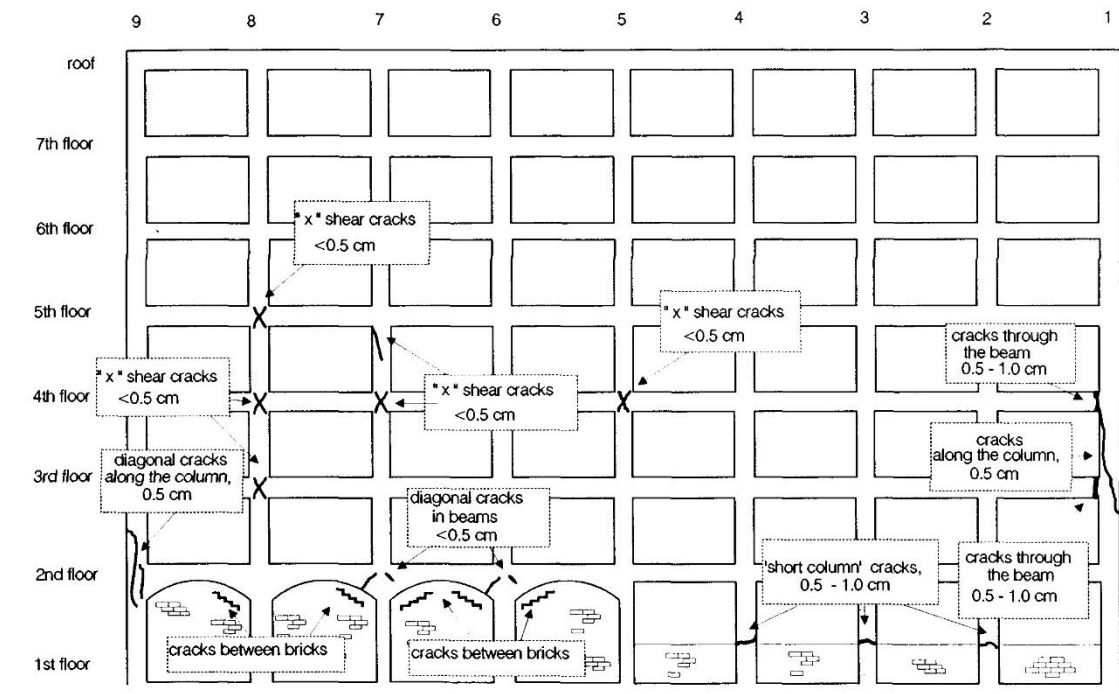 9 8 7 6 5 4 3 2 1
roof
7th floor
6th floor
"x" shear cracks
<0.5 cm
5th floor
"x" shear cracks
<0.5 cm
cracks through
the beam
0.5 - 1.0 cm
"x" shear cracks
<0.5 cm
4th floor
"x" shear cracks
<0.5 cm
cracks
along the column,
0.5 cm
diagonal cracks
along the column,
0.5 cm
3rd floor
diagonal cracks
in beams
<0.5 cm
2nd floor
'short column' cracks,
0.5 - 1.0 cm
cracks through
the beam
0.5 - 1.0 cm
cracks between bricks
cracks between bricks
1st floor